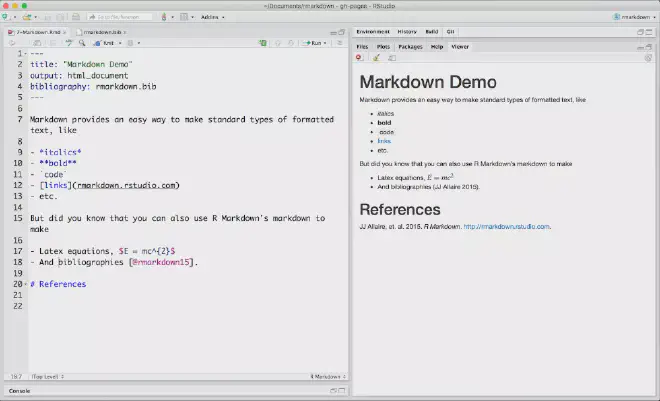 ~/Documents/rmarkdown - gh-pages - RStudio
Go to file/function
Addins
rmarkdown
7-Markdown.Rmd
rmarkdown.bib
Knit
Run
1 ---
2 title: "Markdown Demo"
3 output: html_document
4 bibliography: rmarkdown.bib
5 ---
6
7 Markdown provides an easy way to make standard types of formatted
text, like
8
9 - *italics*
10 - **bold**
11 - `code`
12 - [links](rmarkdown.rstudio.com)
13 - etc.
14
15 But did you know that you can also use R Markdown's markdown to
make
16
17 - Latex equations, $E = mc^{2}$
18 - And bibliographies [@rmarkdown15].
19
20 # References
21
22
(Top Level)
R Markdown
Console
Environment History Build Git
Files Plots Packages Help Viewer
Markdown Demo
Markdown provides an easy way to make standard types of formatted text, like
• italics
• bold
• code
• links
• etc.
But did you know that you can also use R Markdown's markdown to make
• Latex equations, E = mc²
• And bibliographies (JJ Allaire 2015).
References
JJ Allaire, et. al. 2015. R Markdown. http://rmarkdown.rstudio.com.